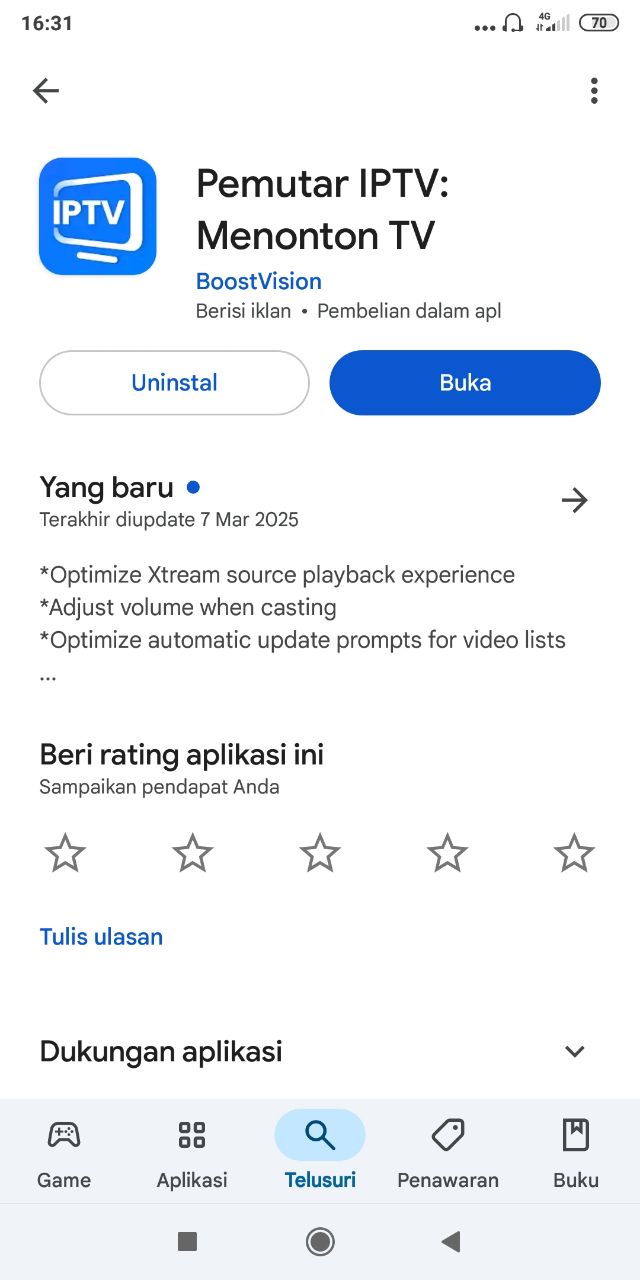 16:31
4G
70
IPTV
Pemutar IPTV:
Menonton TV
BoostVision
Berisi iklan • Pembelian dalam apl
Uninstal
Buka
Yang baru
Terakhir diupdate 7 Mar 2025
*Optimize Xtream source playback experience
*Adjust volume when casting
*Optimize automatic update prompts for video lists
...
Beri rating aplikasi ini
Sampaikan pendapat Anda
Tulis ulasan
Dukungan aplikasi
Game
Aplikasi
Telusuri
Penawaran
Buku